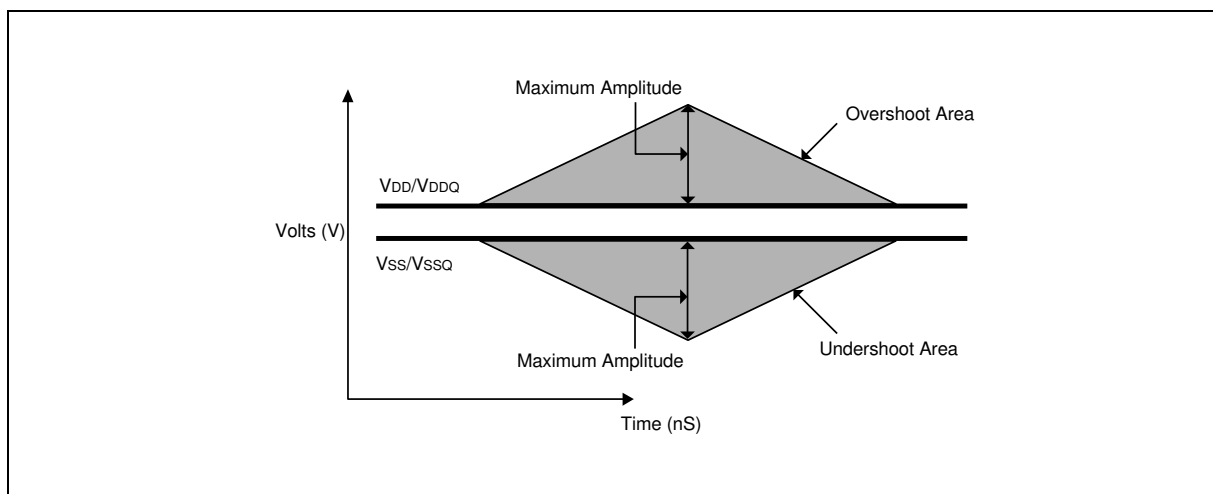 Maximum Amplitude
Overshoot Area
VDD/VDDQ
Volts (V)
VSS/VSSQ
Maximum Amplitude
Undershoot Area
Time (nS)